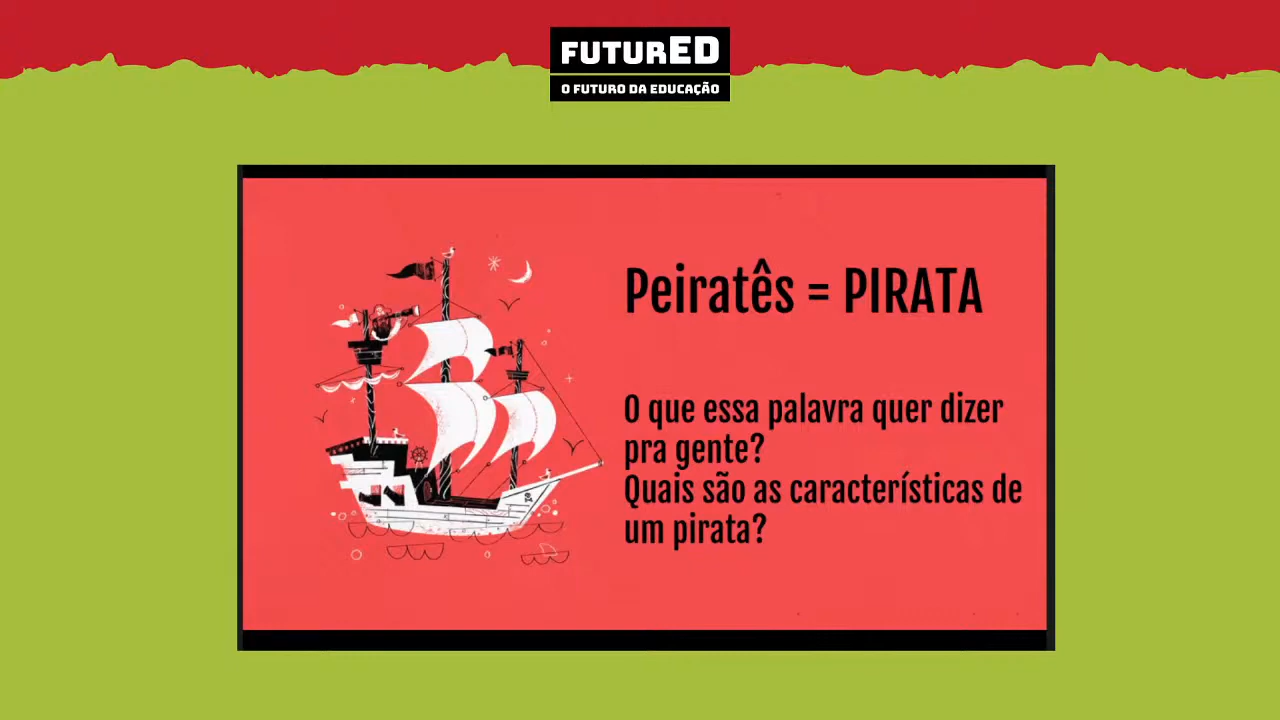 FUTURED
O FUTURO DA EDUCAÇÃO
Peiratês = PIRATA
O que essa palavra quer dizer
pra gente?
Quais são as características de
um pirata?